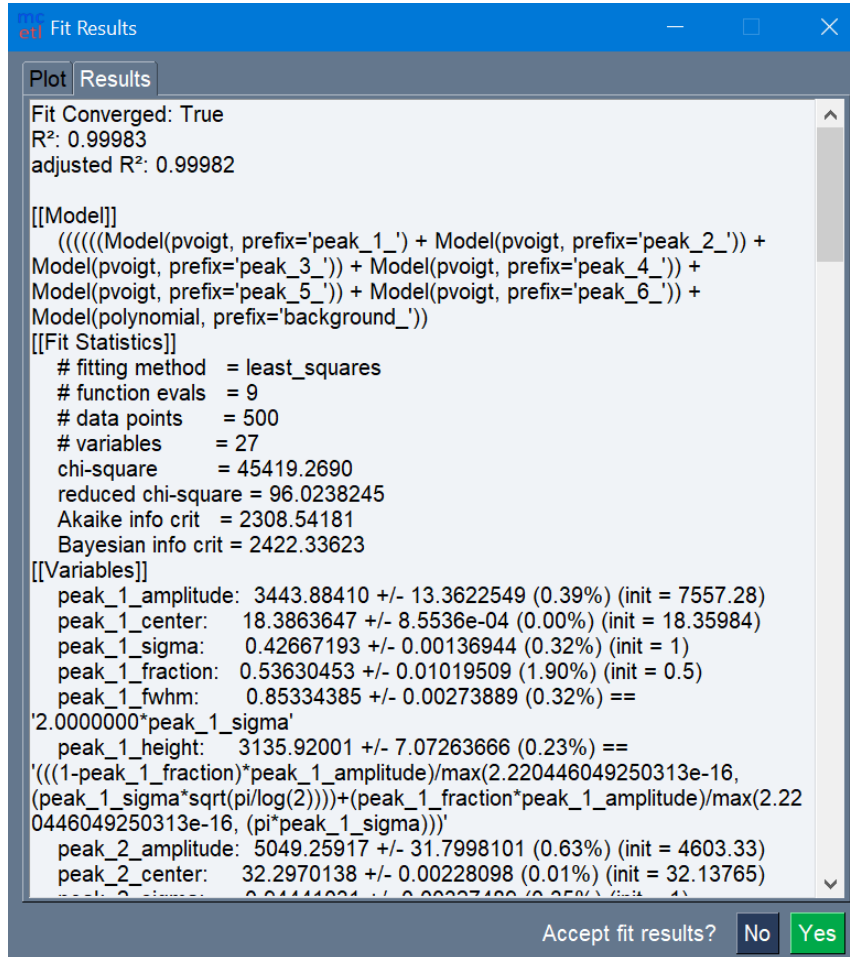 mc
etl Fit Results
Plot Results
Fit Converged: True
R²: 0.99983
adjusted R²: 0.99982
[[Model]]
((((((Model(pvoigt, prefix='peak_1_') + Model(pvoigt, prefix='peak_2_')) +
Model(pvoigt, prefix='peak_3_')) + Model(pvoigt, prefix='peak_4_')) +
Model(pvoigt, prefix='peak_5_')) + Model(pvoigt, prefix='peak_6_')) +
Model(polynomial, prefix='background_'))
[[Fit Statistics]]
# fitting method = least_squares
# function evals = 9
# data points = 500
# variables = 27
chi-square = 45419.2690
reduced chi-square = 96.0238245
Akaike info crit = 2308.54181
Bayesian info crit = 2422.33623
[[Variables]]
peak_1_amplitude: 3443.88410 +/- 13.3622549 (0.39%) (init = 7557.28)
peak_1_center: 18.3863647 +/- 8.5536e-04 (0.00%) (init = 18.35984)
peak_1_sigma: 0.42667193 +/- 0.00136944 (0.32%) (init = 1)
peak_1_fraction: 0.53630453 +/- 0.01019509 (1.90%) (init = 0.5)
peak_1_fwhm: 0.85334385 +/- 0.00273889 (0.32%) ==
'2.0000000*peak_1_sigma'
peak_1_height: 3135.92001 +/- 7.07263666 (0.23%) ==
'(((1-peak_1_fraction)*peak_1_amplitude)/max(2.220446049250313e-16,
(peak_1_sigma*sqrt(pi/log(2))))+(peak_1_fraction*peak_1_amplitude)/max(2.22
0446049250313e-16, (pi*peak_1_sigma)))'
peak_2_amplitude: 5049.25917 +/- 31.7998101 (0.63%) (init = 4603.33)
peak_2_center: 32.2970138 +/- 0.00228098 (0.01%) (init = 32.13765)
Accept fit results? No Yes